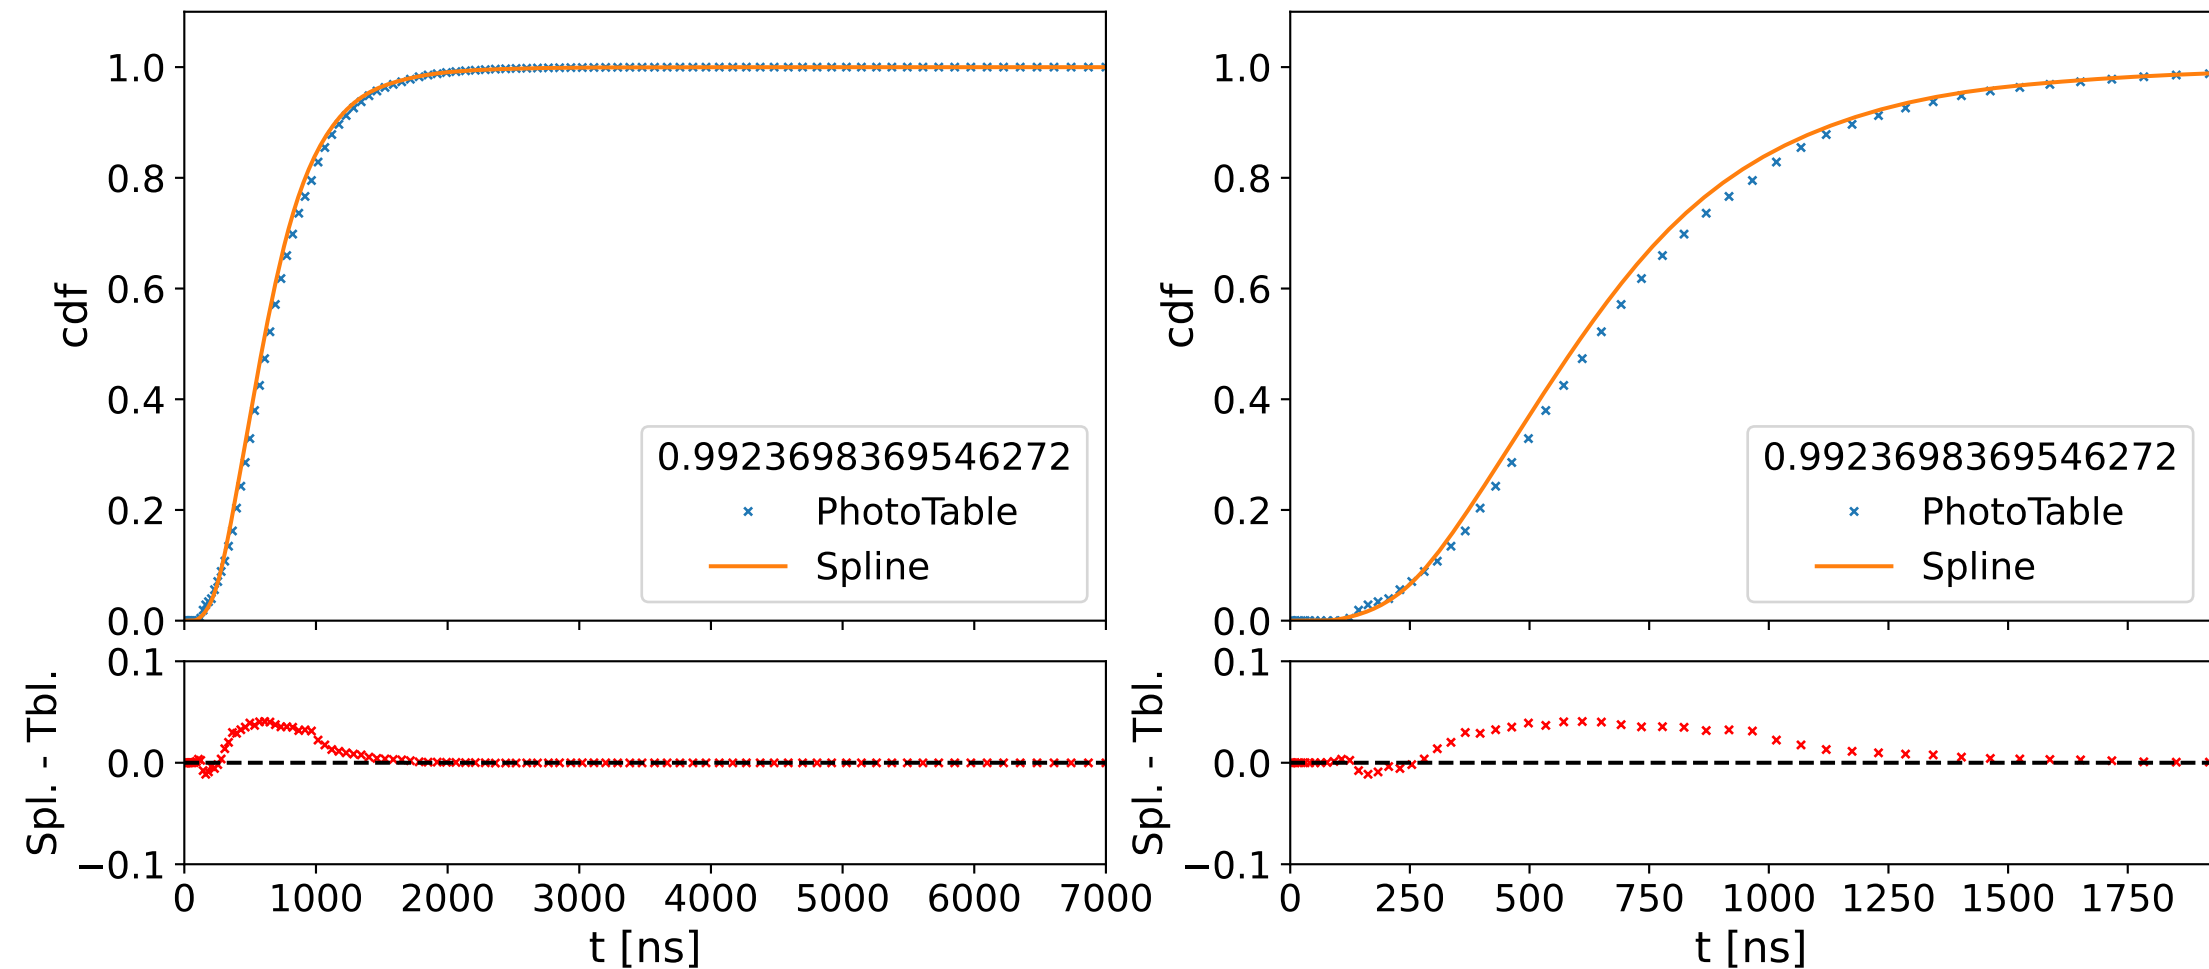 1.0
0.8
0.6
0.4
0.2
0.0
cdf
0.9923698369546272
PhotoTable
Spline
0.1
0.0
−0.1
Spl. - Tbl.
0 1000 2000 3000 4000 5000 6000 7000
t [ns]
1.0
0.8
0.6
0.4
0.2
0.0
cdf
0.9923698369546272
PhotoTable
Spline
0.1
0.0
−0.1
Spl. - Tbl.
0 250 500 750 1000 1250 1500 1750
t [ns]